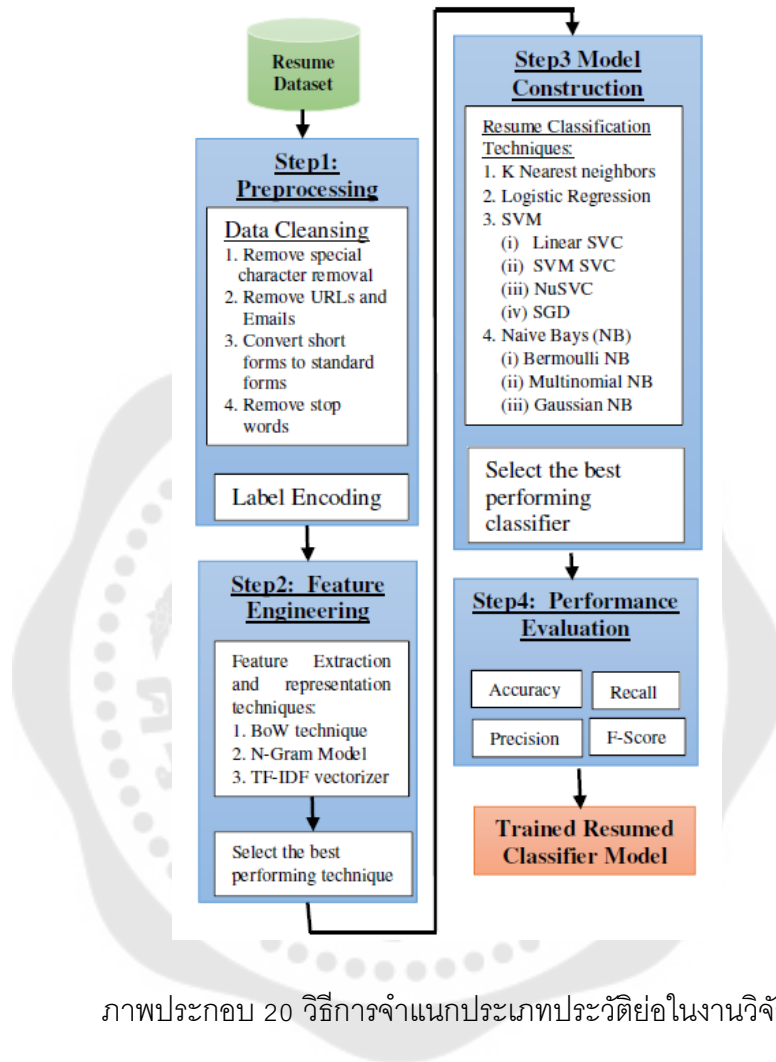 Resume
Dataset
Step1:
Preprocessing
Data Cleansing
1. Remove special
character removal
2. Remove URLs and
Emails
3. Convert short
forms to standard
forms
4. Remove stop
words
Label Encoding
Step2: Feature
Engineering
Feature Extraction
and representation
techniques:
1. BoW technique
2. N-Gram Model
3. TF-IDF vectorizer
Select the best
performing technique
Step3 Model
Construction
Resume Classification
Techniques:
1. K Nearest neighbors
2. Logistic Regression
3. SVM
(i) Linear SVC
(ii) SVM SVC
(iii) NuSVC
(iv) SGD
4. Naive Bays (NB)
(i) Bermoulli NB
(ii) Multinomial NB
(iii) Gaussian NB
Select the best
performing
classifier
Step4: Performance
Evaluation
Accuracy
Recall
Precision
F-Score
Trained Resumed
Classifier Model
ภาพประกอบ 20 วิธีการจำแนกประเภทประวัติย่อในงานวิจั